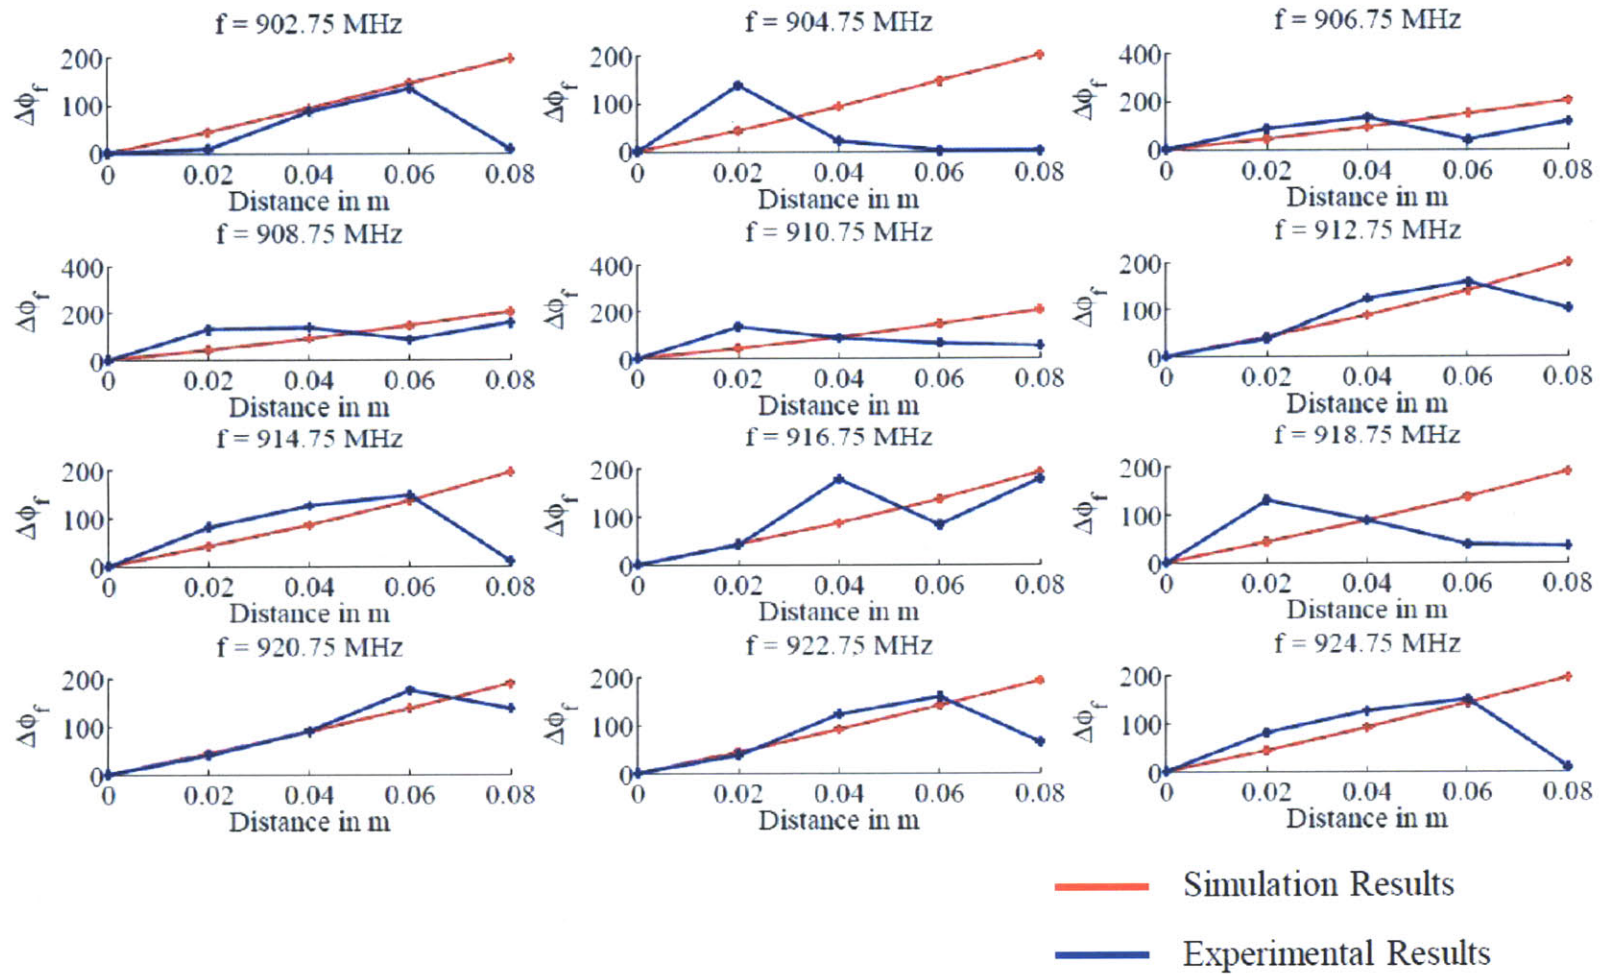 f = 902.75 MHz
f = 904.75 MHz
f = 906.75 MHz
200
100
0
Δϕf
0 0.02 0.04 0.06 0.08
Distance in m
200
100
0
Δϕf
0 0.02 0.04 0.06 0.08
Distance in m
400
200
0
Δϕf
0 0.02 0.04 0.06 0.08
Distance in m
f = 908.75 MHz
f = 910.75 MHz
f = 912.75 MHz
400
200
0
Δϕf
0 0.02 0.04 0.06 0.08
Distance in m
400
200
0
Δϕf
0 0.02 0.04 0.06 0.08
Distance in m
200
100
0
Δϕf
0 0.02 0.04 0.06 0.08
Distance in m
f = 914.75 MHz
f = 916.75 MHz
f = 918.75 MHz
200
100
0
Δϕf
0 0.02 0.04 0.06 0.08
Distance in m
200
100
0
Δϕf
0 0.02 0.04 0.06 0.08
Distance in m
200
100
0
Δϕf
0 0.02 0.04 0.06 0.08
Distance in m
f = 920.75 MHz
f = 922.75 MHz
f = 924.75 MHz
200
100
0
Δϕf
0 0.02 0.04 0.06 0.08
Distance in m
200
100
0
Δϕf
0 0.02 0.04 0.06 0.08
Distance in m
200
100
0
Δϕf
0 0.02 0.04 0.06 0.08
Distance in m
Simulation Results
Experimental Results